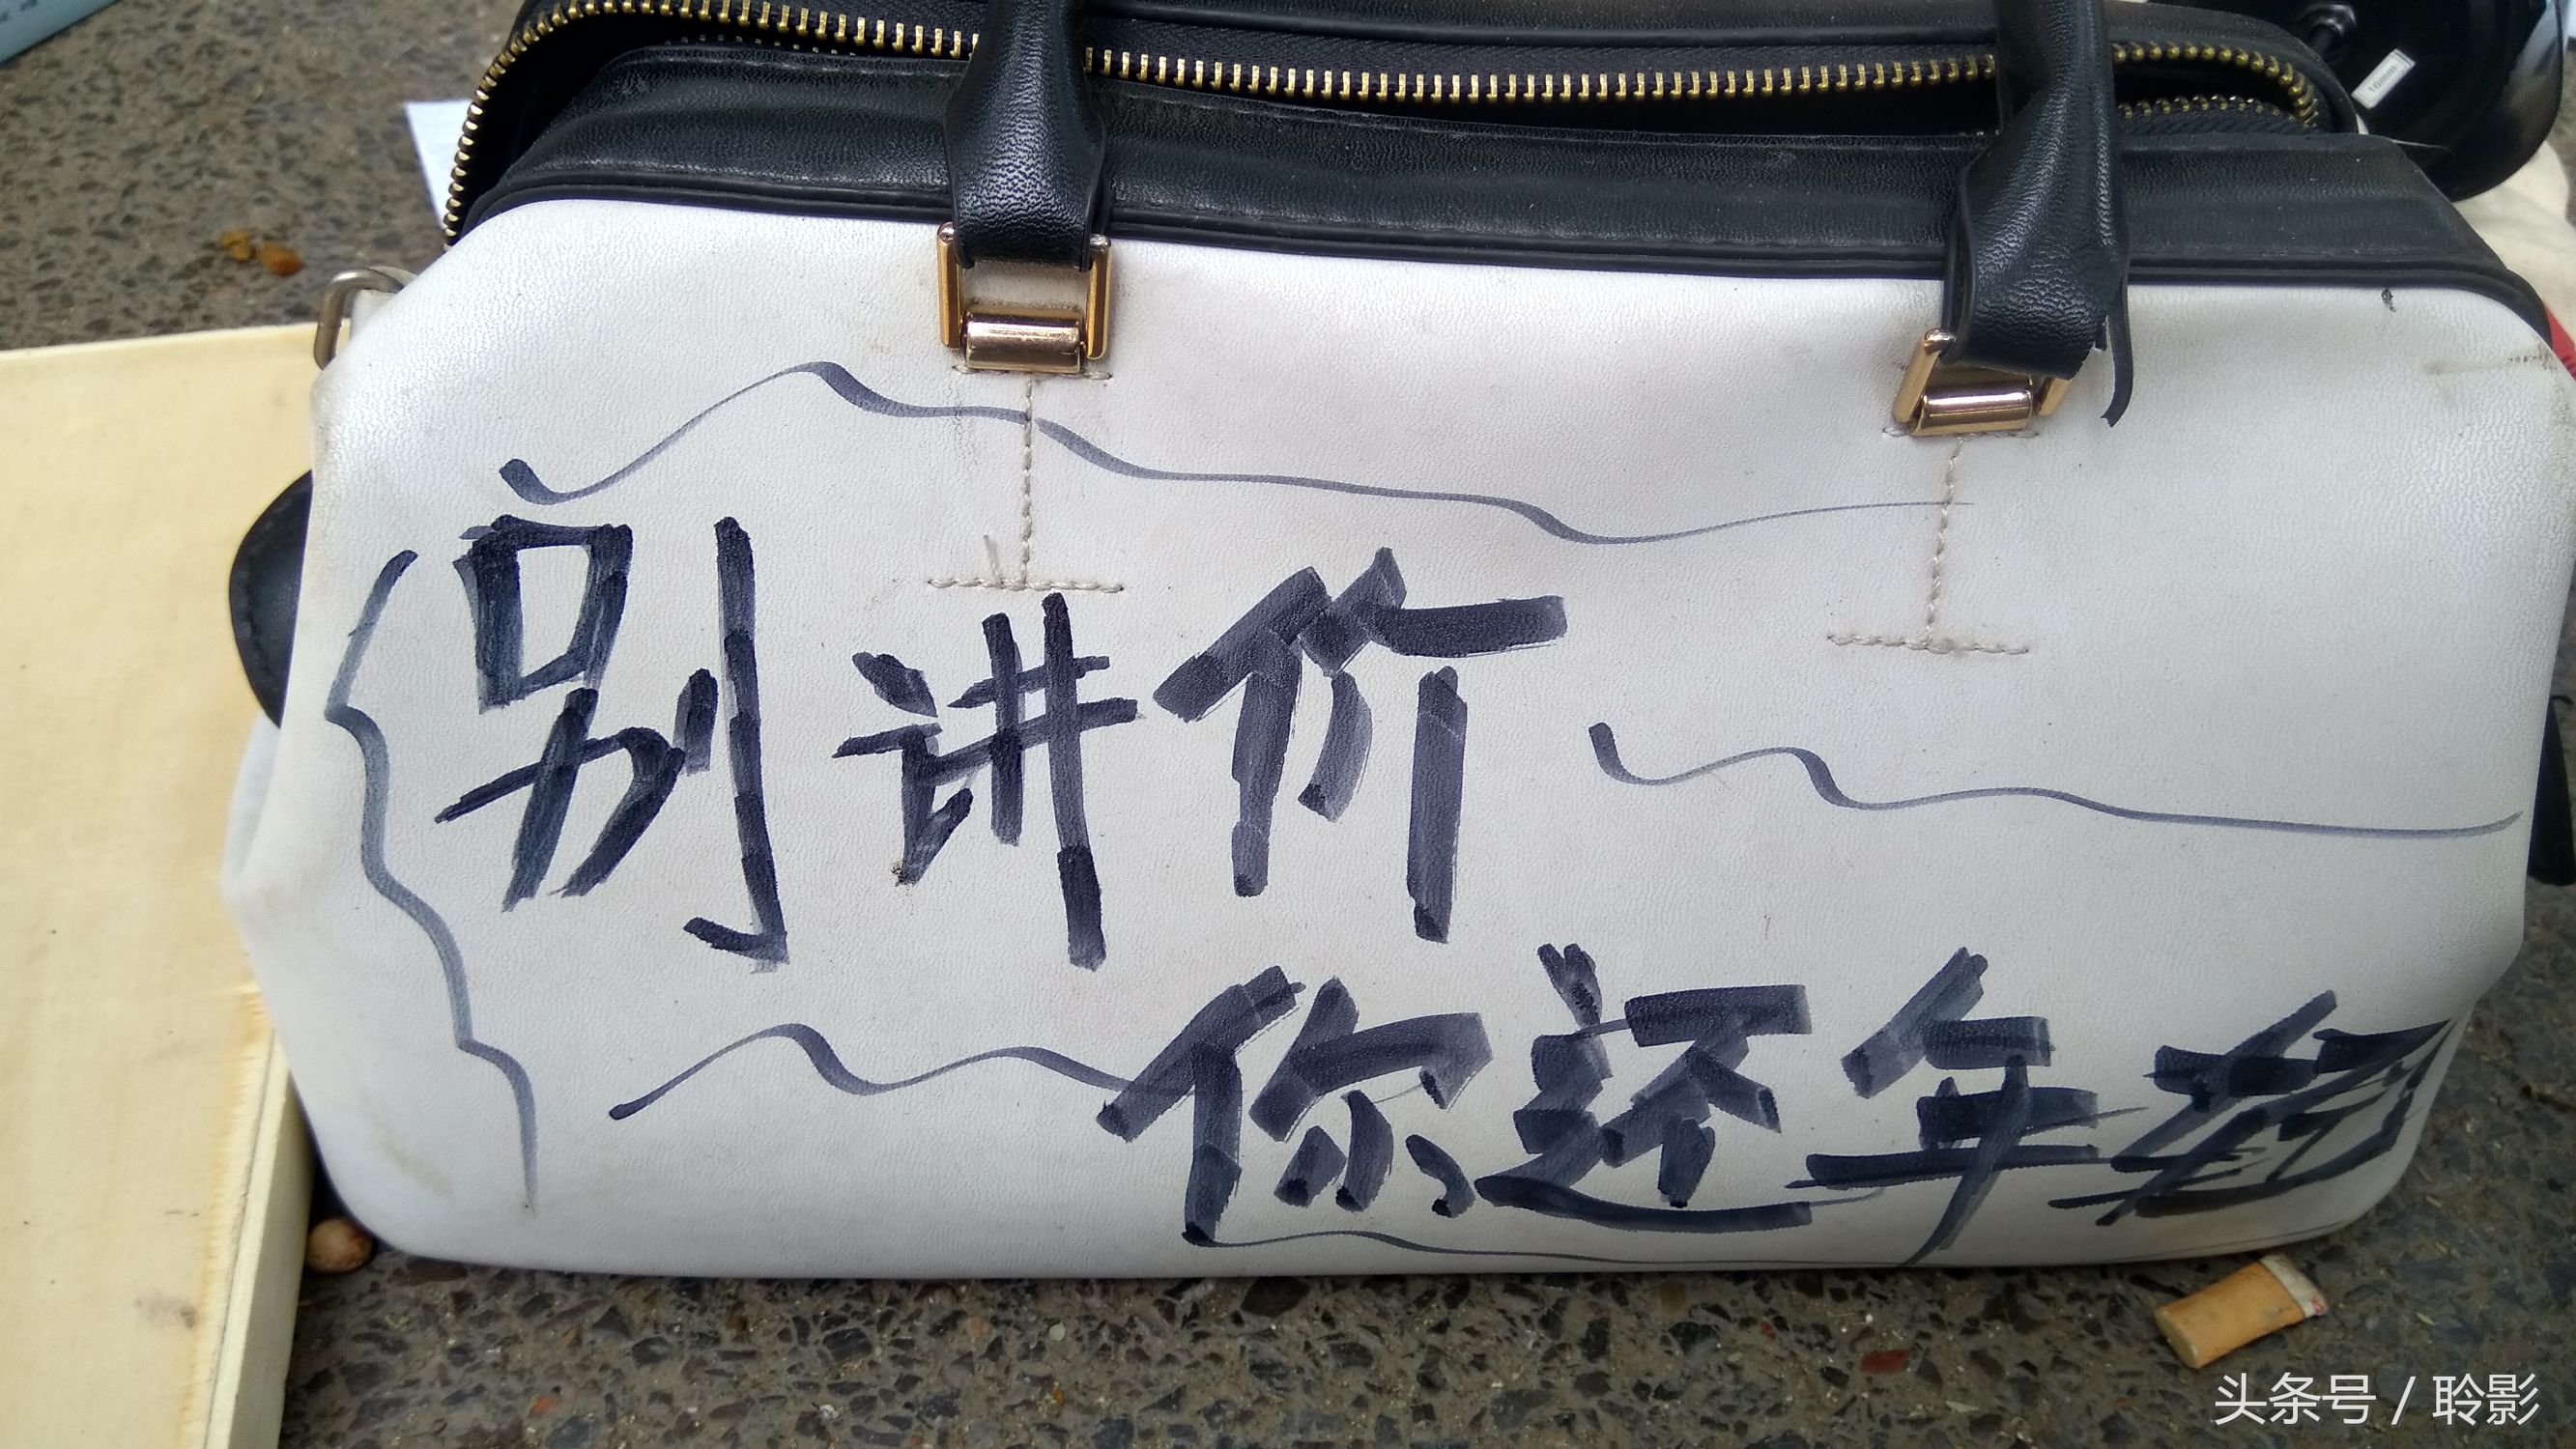 别讲价
你还年轻
头条号 / 聆影